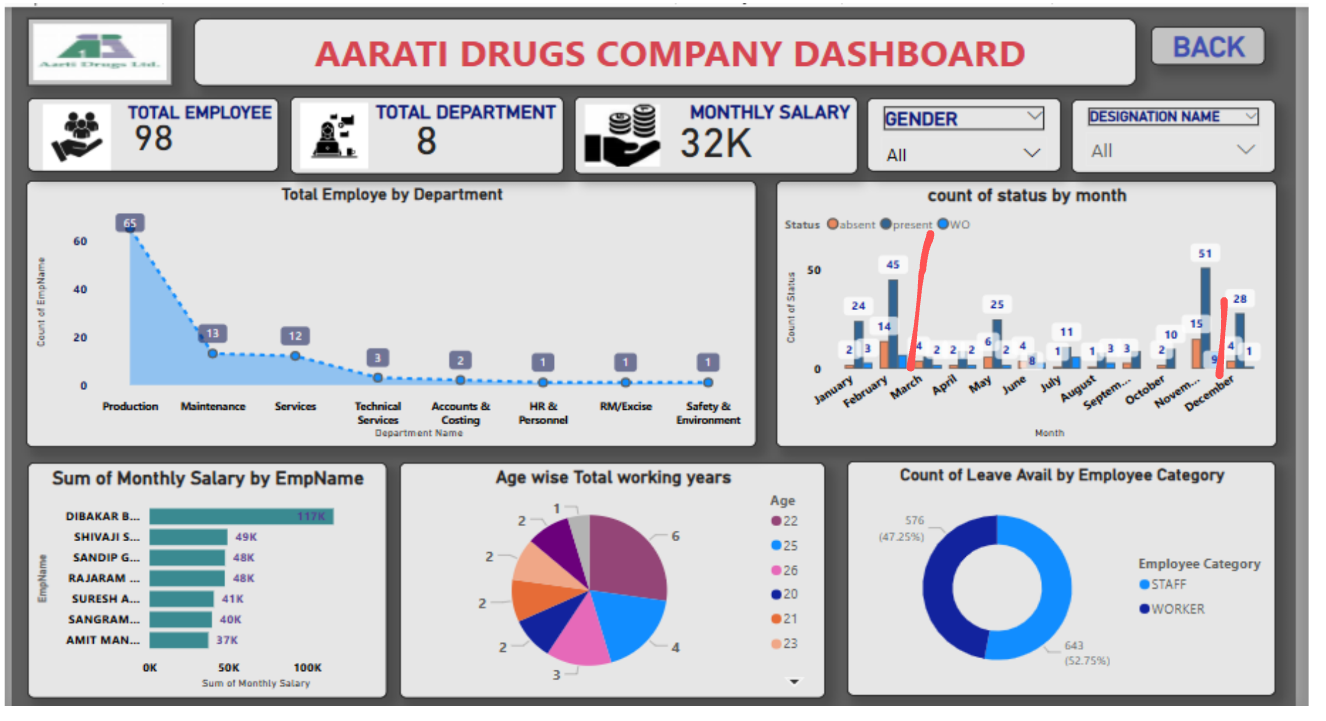 Aarti Drugs Ltd.
AARATI DRUGS COMPANY DASHBOARD
BACK
TOTAL EMPLOYEE
98
TOTAL DEPARTMENT
8
MONTHLY SALARY
32K
GENDER
All
DESIGNATION NAME
All
Total Employe by Department
Count of EmpName
60
40
20
0
65
13
12
3
2
1
1
1
Production
Maintenance
Services
Technical Services
Accounts & Costing
HR & Personnel
RM/Excise
Safety & Environment
Department Name
count of status by month
Status absent present WO
Count of Status
50
0
2
24
3
14
45
4
2
2
2
6
25
2
4
8
1
11
1
3
3
2
10
15
51
9
4
28
1
January
February
March
April
May
June
July
August
Septem...
October
Novem...
December
Month
Sum of Monthly Salary by EmpName
EmpName
DIBAKAR B... 117K
SHIVAJI S... 49K
SANDIP G... 48K
RAJARAM ... 48K
SURESH A... 41K
SANGRAM... 40K
AMIT MAN... 37K
0K 50K 100K
Sum of Monthly Salary
Age wise Total working years
1
2
2
2
2
3
4
6
Age
22
25
26
20
21
23
Count of Leave Avail by Employee Category
576
(47.25%)
643
(52.75%)
Employee Category
STAFF
WORKER